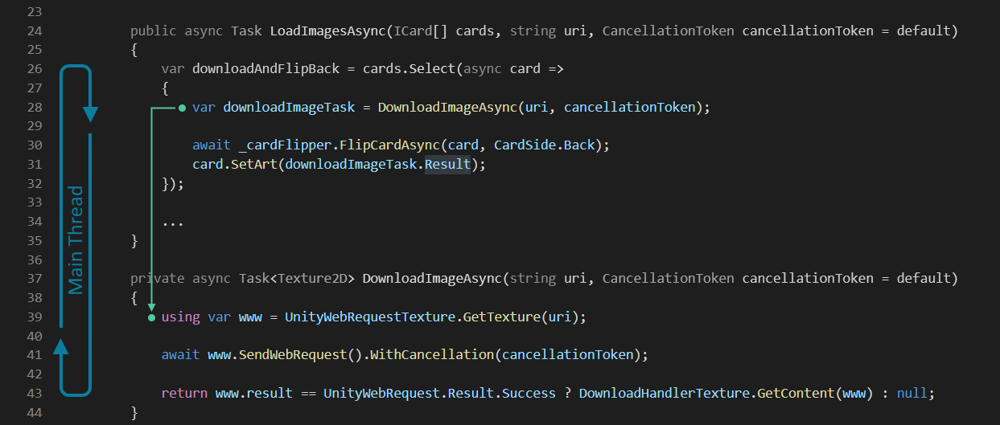 23
24 public async Task LoadImagesAsync(ICard[] cards, string uri, CancellationToken cancellationToken = default)
25 {
26 var downloadAndFlipBack = cards.Select(async card =>
27 {
28 var downloadImageTask = DownloadImageAsync(uri, cancellationToken);
29
30 await _cardFlipper.FlipCardAsync(card, CardSide.Back);
31 card.SetArt(downloadImageTask.Result);
32 });
33
34 ...
35 }
36
37 private async Task<Texture2D> DownloadImageAsync(string uri, CancellationToken cancellationToken = default)
38 {
39 using var www = UnityWebRequestTexture.GetTexture(uri);
40
41 await www.SendWebRequest().WithCancellation(cancellationToken);
42
43 return www.result == UnityWebRequest.Result.Success ? DownloadHandlerTexture.GetContent(www) : null;
44 }
Main Thread